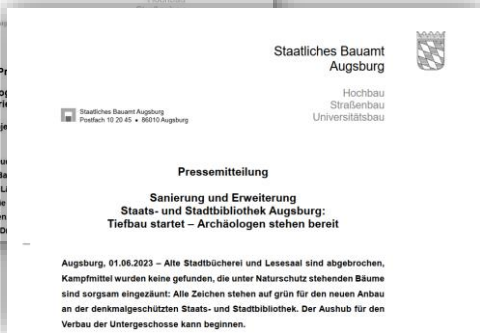 Staatliches Bauamt
Augsburg
Hochbau
Straßenbau
Universitätsbau
Staatliches Bauamt Augsburg
Postfach 10 20 45 • 86010 Augsburg
Pressemitteilung
Sanierung und Erweiterung
Staats- und Stadtbibliothek Augsburg:
Tiefbau startet – Archäologen stehen bereit
Augsburg, 01.06.2023 – Alte Stadtbücherei und Lesesaal sind abgebrochen,
Kampfmittel wurden keine gefunden, die unter Naturschutz stehenden Bäume
sind sorgsam eingezäunt: Alle Zeichen stehen auf grün für den neuen Anbau
an der denkmalgeschützten Staats- und Stadtbibliothek. Der Aushub für den
Verbau der Untergeschosse kann beginnen.